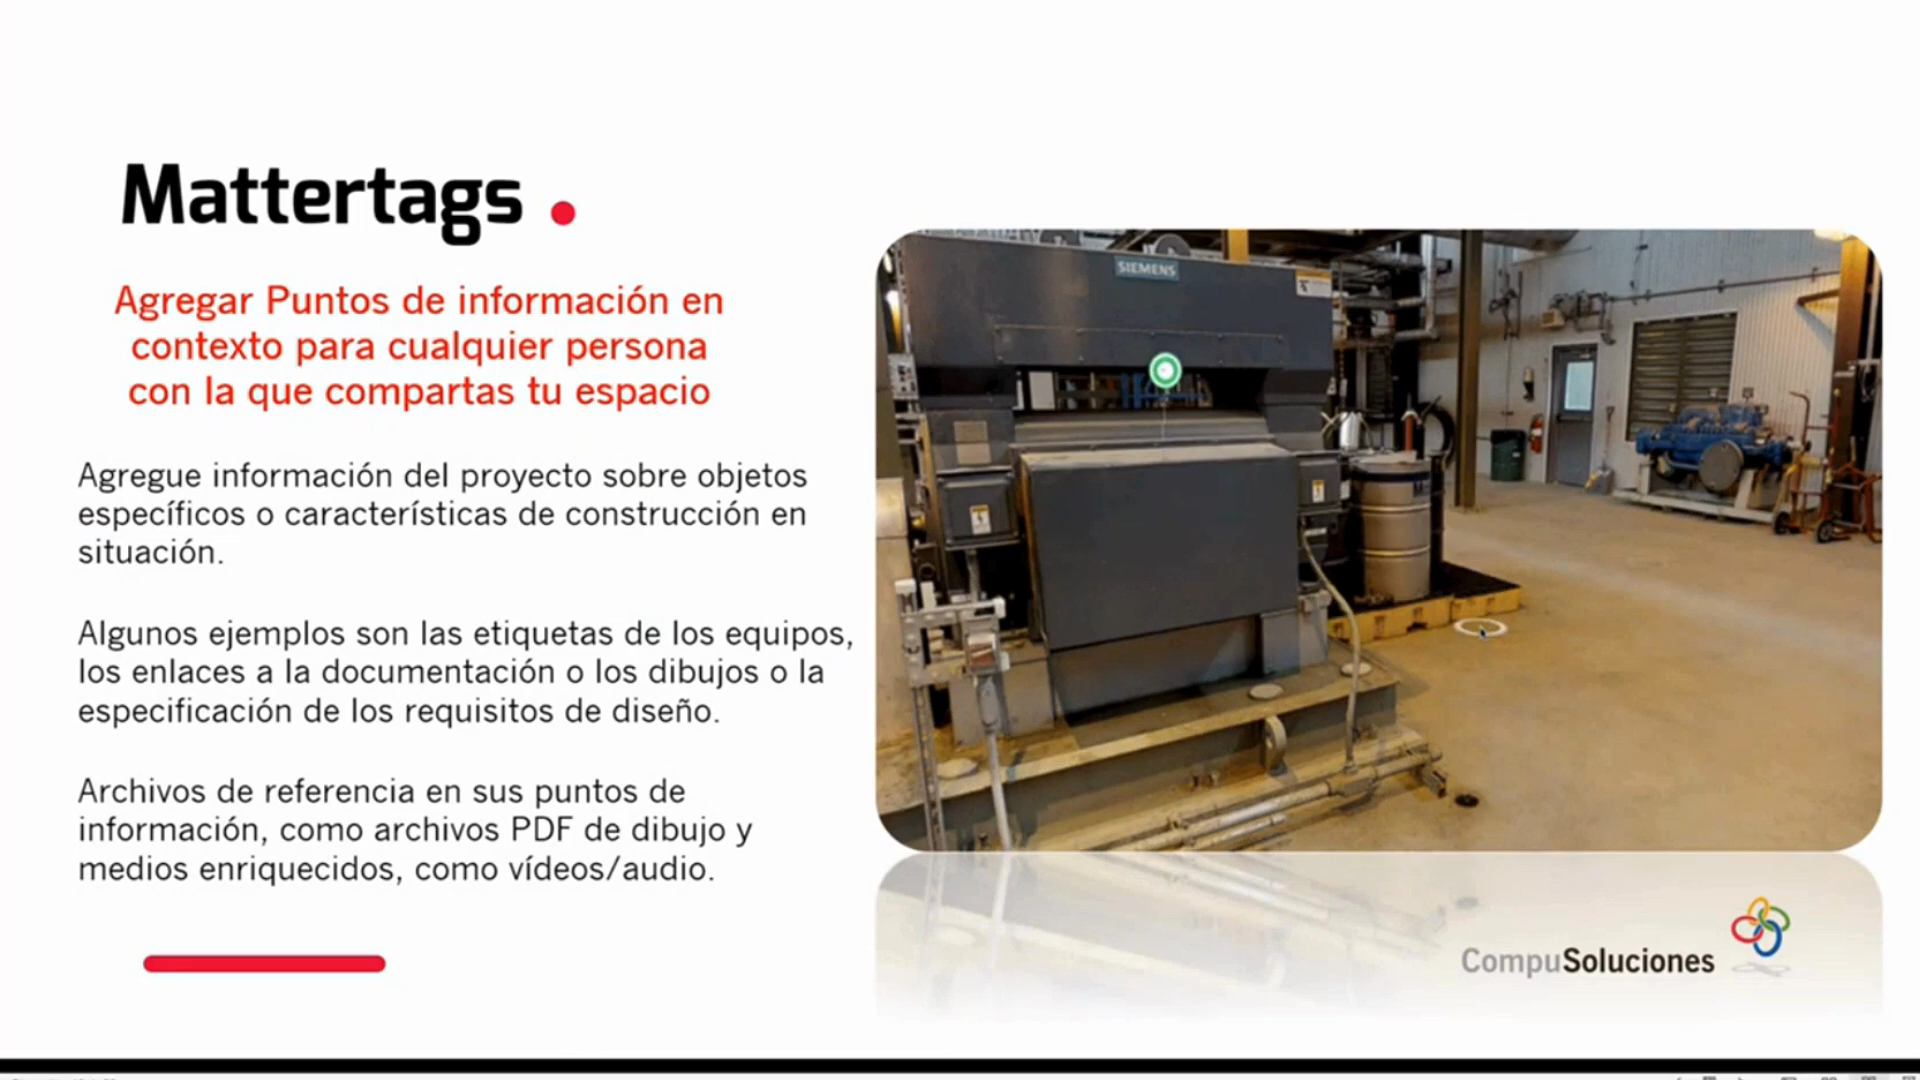 Mattertags
Agregar Puntos de información en
contexto para cualquier persona
con la que compartas tu espacio
Agregue información del proyecto sobre objetos
específicos o características de construcción en
situación.
Algunos ejemplos son las etiquetas de los equipos,
los enlaces a la documentación o los dibujos o la
especificación de los requisitos de diseño.
Archivos de referencia en sus puntos de
información, como archivos PDF de dibujo y
medios enriquecidos, como vídeos/audio.
SIEMENS
CompuSoluciones